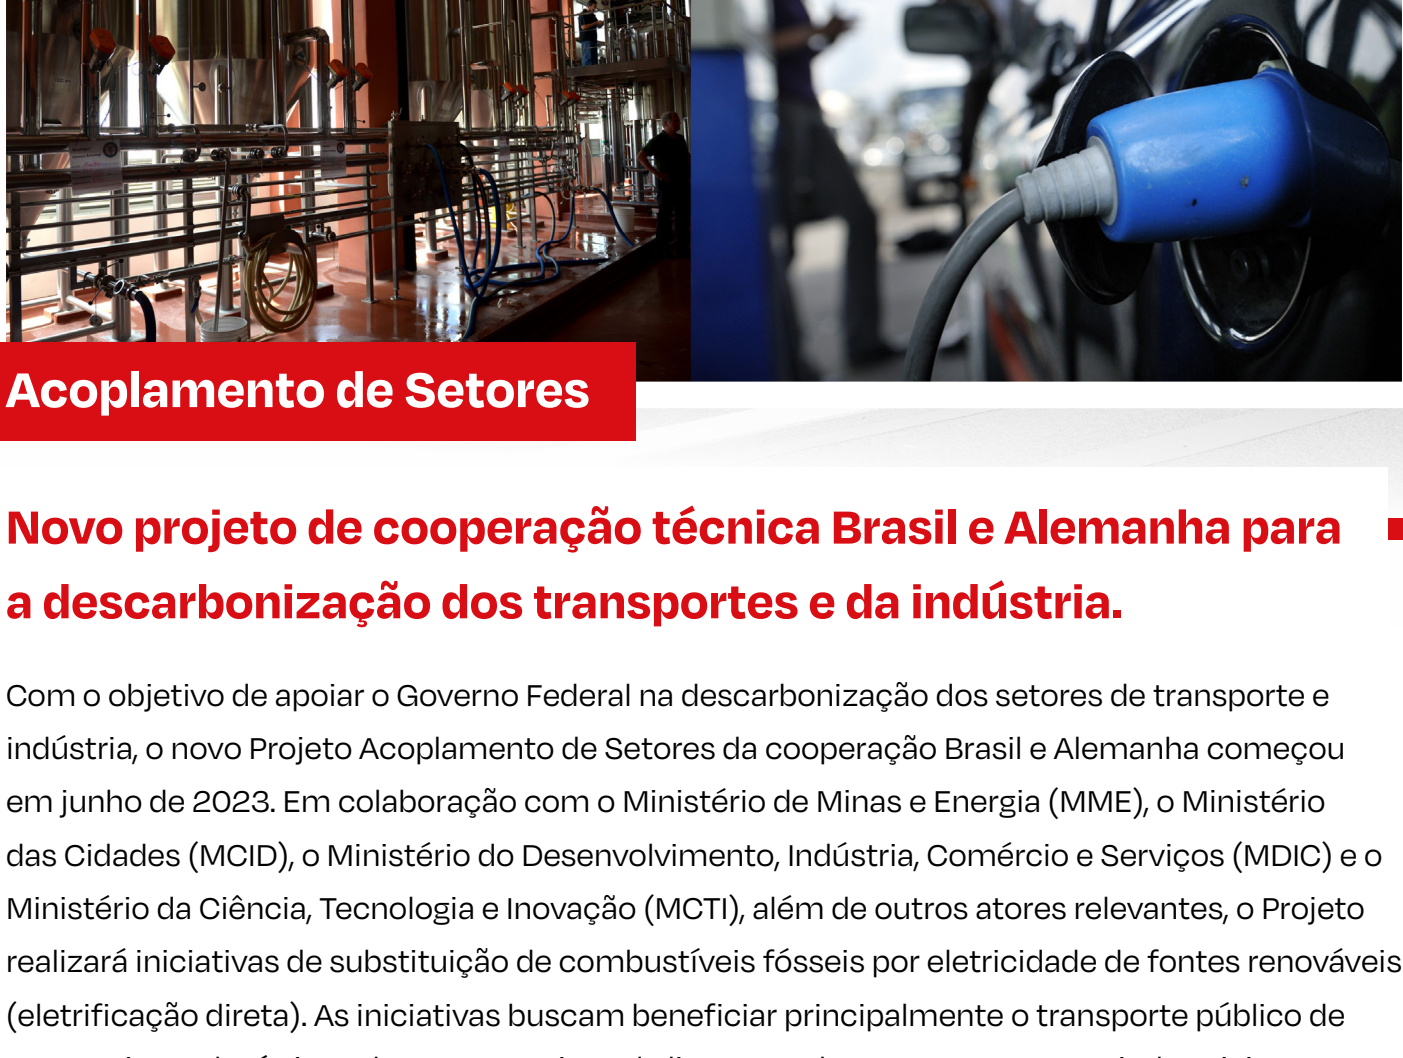 Acoplamento de Setores
Novo projeto de cooperação técnica Brasil e Alemanha para
a descarbonização dos transportes e da indústria.
Com o objetivo de apoiar o Governo Federal na descarbonização dos setores de transporte e
indústria, o novo Projeto Acoplamento de Setores da cooperação Brasil e Alemanha começou
em junho de 2023. Em colaboração com o Ministério de Minas e Energia (MME), o Ministério
das Cidades (MCID), o Ministério do Desenvolvimento, Indústria, Comércio e Serviços (MDIC) e o
Ministério da Ciência, Tecnologia e Inovação (MCTI), além de outros atores relevantes, o Projeto
realizará iniciativas de substituição de combustíveis fósseis por eletricidade de fontes renováveis
(eletrificação direta). As iniciativas buscam beneficiar principalmente o transporte público de